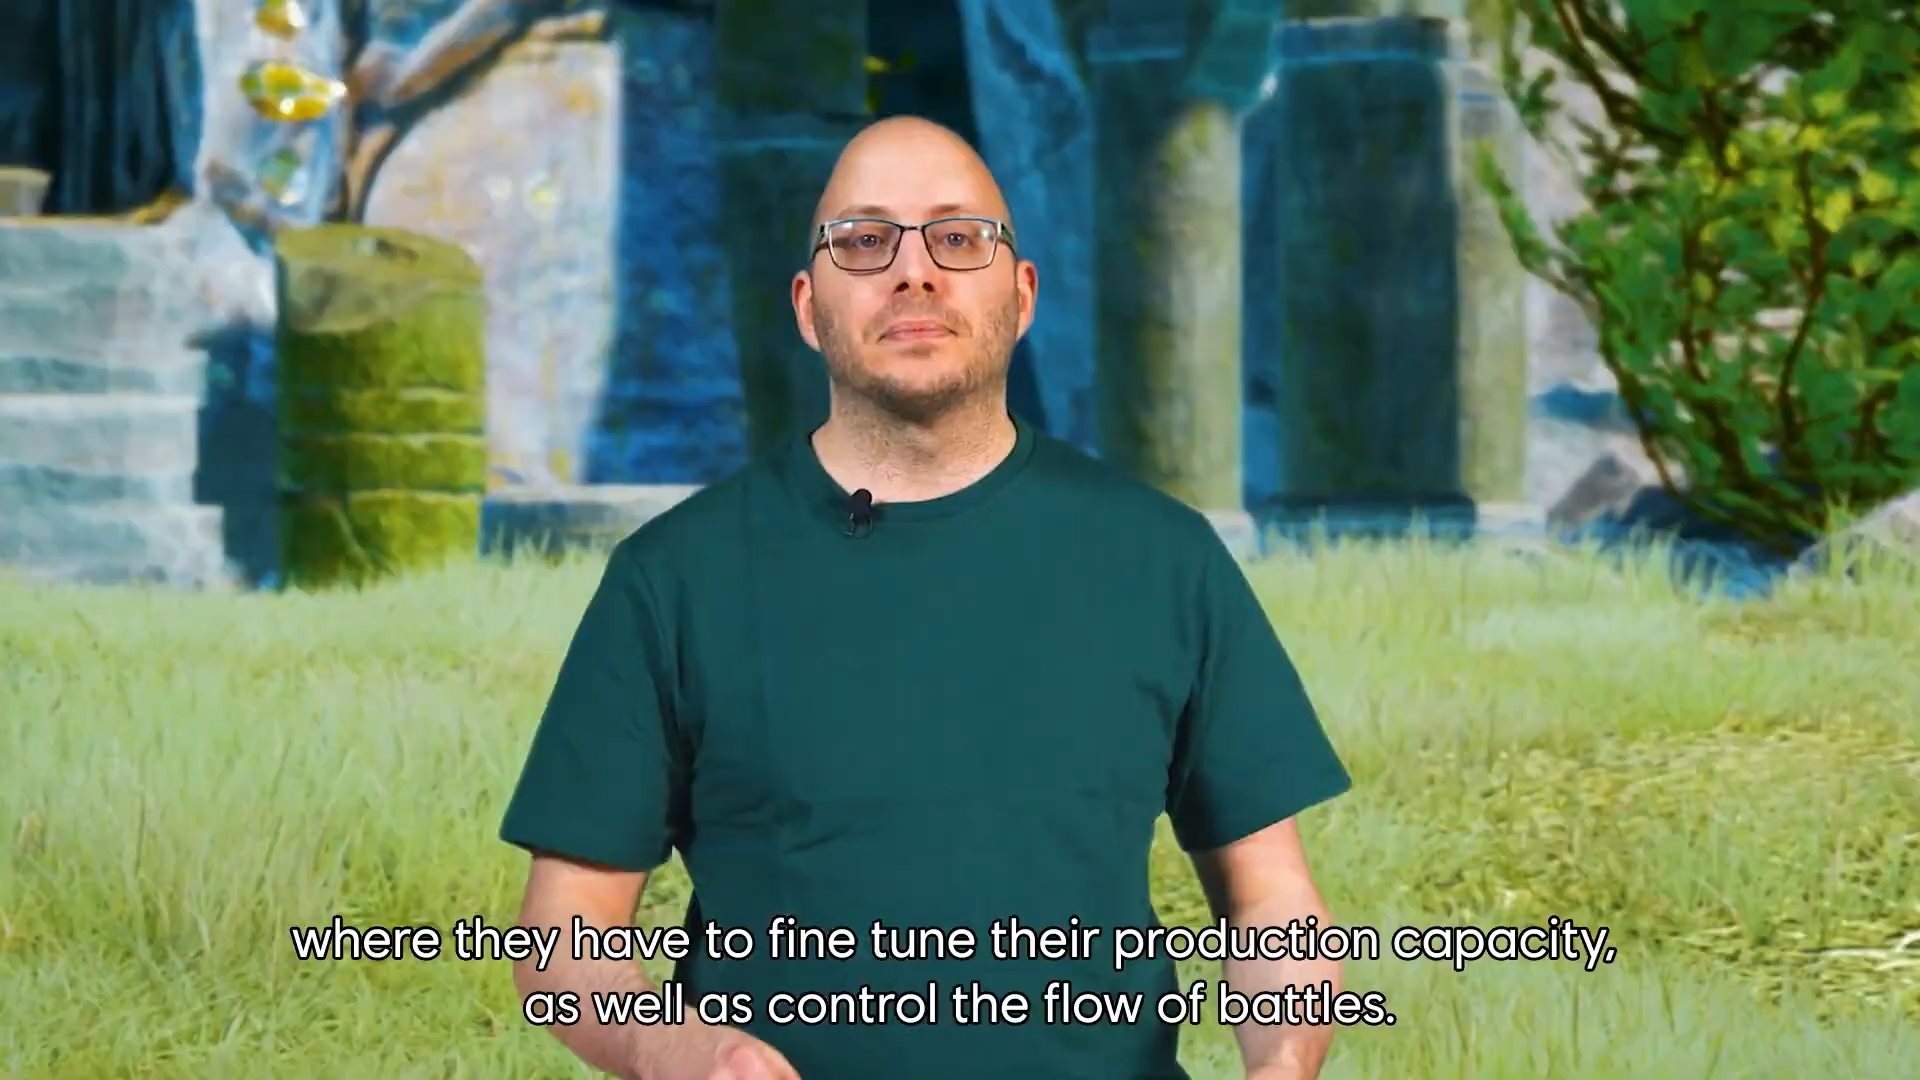 where they have to fine tune their production capacity,
as well as control the flow of battles.